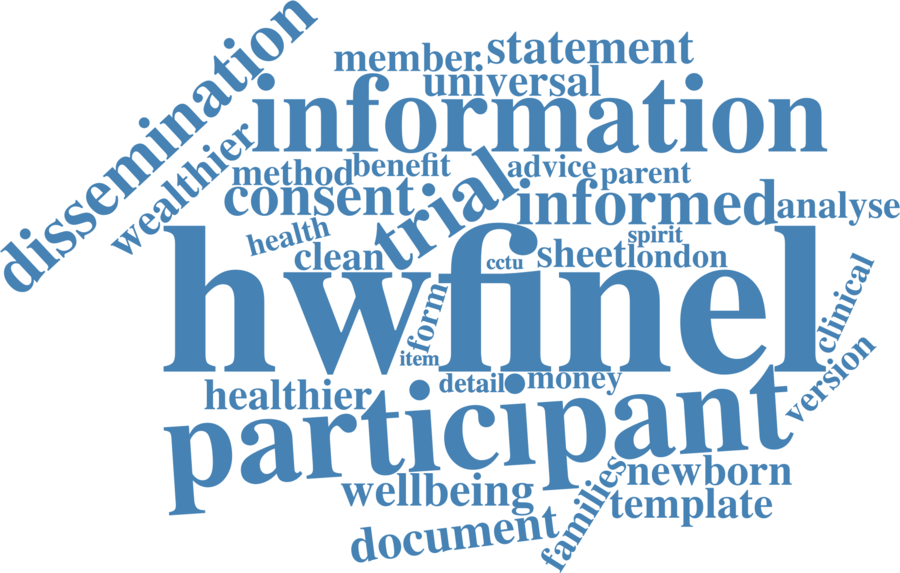 dissemination
member
statement
universal
information
wealthier
method
benefit
advice
parent
consent
trial
informed
analyse
health
clean
cctu
sheet
spirit
london
hwfinel
form
item
clinical
version
healthier
detail
money
participant
wellbeing
newborn
families
template
document